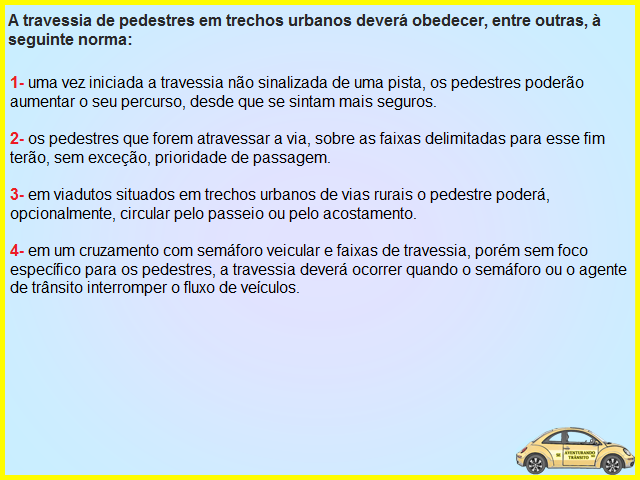 A travessia de pedestres em trechos urbanos deverá obedecer, entre outras, à
seguinte norma:
1- uma vez iniciada a travessia não sinalizada de uma pista, os pedestres poderão
aumentar o seu percurso, desde que se sintam mais seguros.
2- os pedestres que forem atravessar a via, sobre as faixas delimitadas para esse fim
terão, sem exceção, prioridade de passagem.
3- em viadutos situados em trechos urbanos de vias rurais o pedestre poderá,
opcionalmente, circular pelo passeio ou pelo acostamento.
4- em um cruzamento com semáforo veicular e faixas de travessia, porém sem foco
específico para os pedestres, a travessia deverá ocorrer quando o semáforo ou o agente
de trânsito interromper o fluxo de veículos.
AVENTURANDO
TRÂNSITO